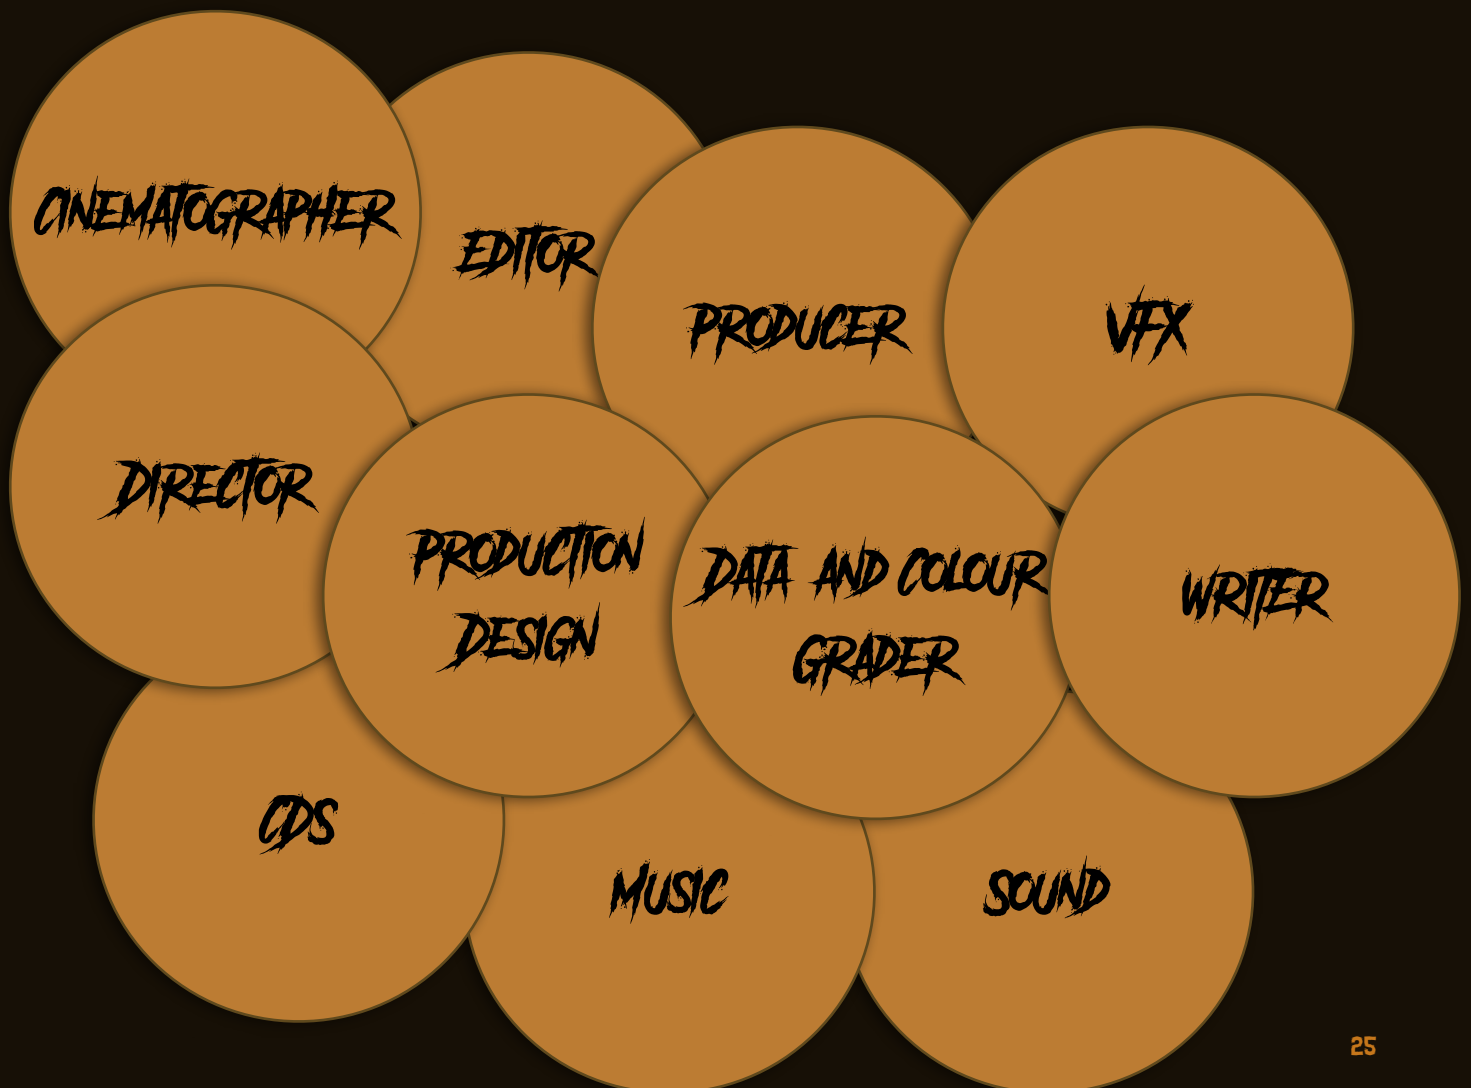 CINEMATOGRAPHER
EDITOR
PRODUCER
VFX
DIRECTOR
PRODUCTION
DESIGN
DATA AND COLOUR
GRADER
WRITER
CDS
MUSIC
SOUND
25